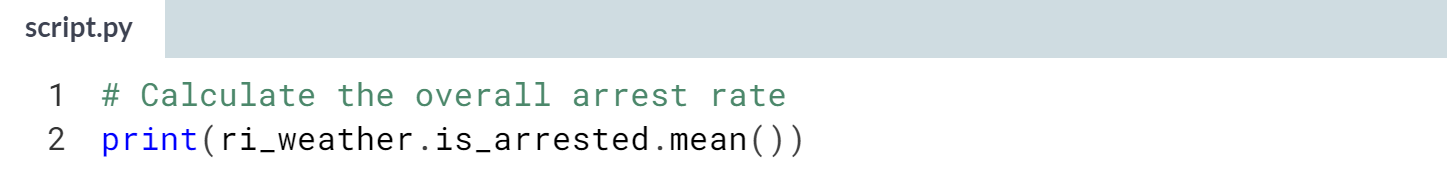 script.py
1 # Calculate the overall arrest rate
2 print(ri_weather.is_arrested.mean())